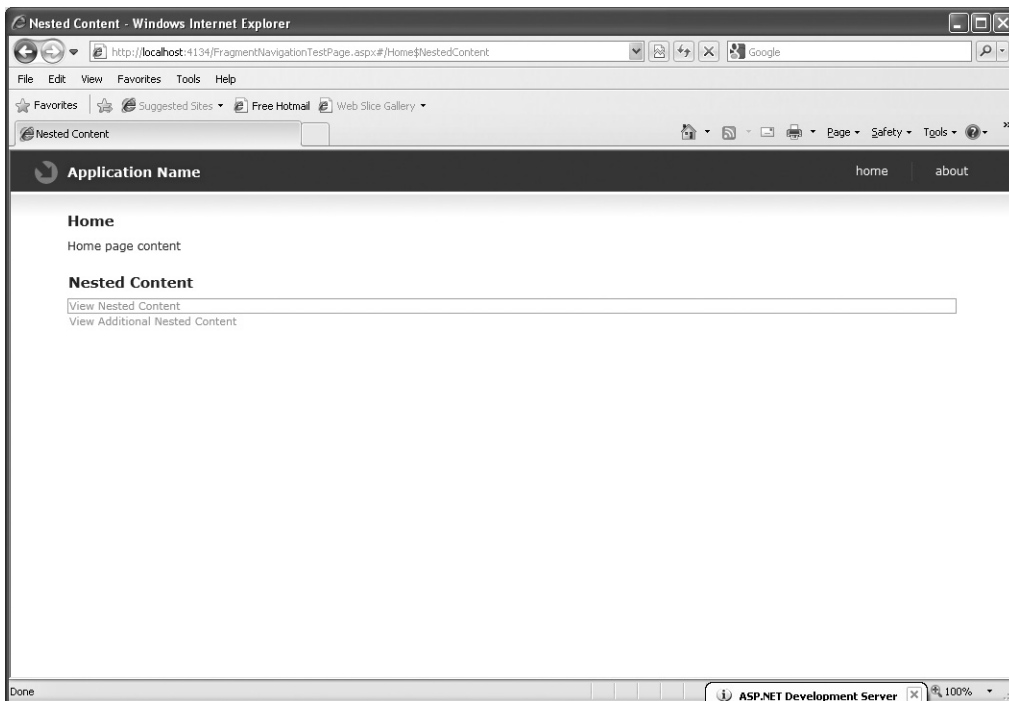 Nested Content - Windows Internet Explorer
http://localhost:4134/FragmentNavigationTestPage.aspx#/Home$NestedContent
Google
File Edit View Favorites Tools Help
Favorites Suggested Sites Free Hotmail Web Slice Gallery
Nested Content Page Safety Tools »
Application Name home about
Home
Home page content
Nested Content
View Nested Content
View Additional Nested Content
Done ASP.NET Development Server 100%